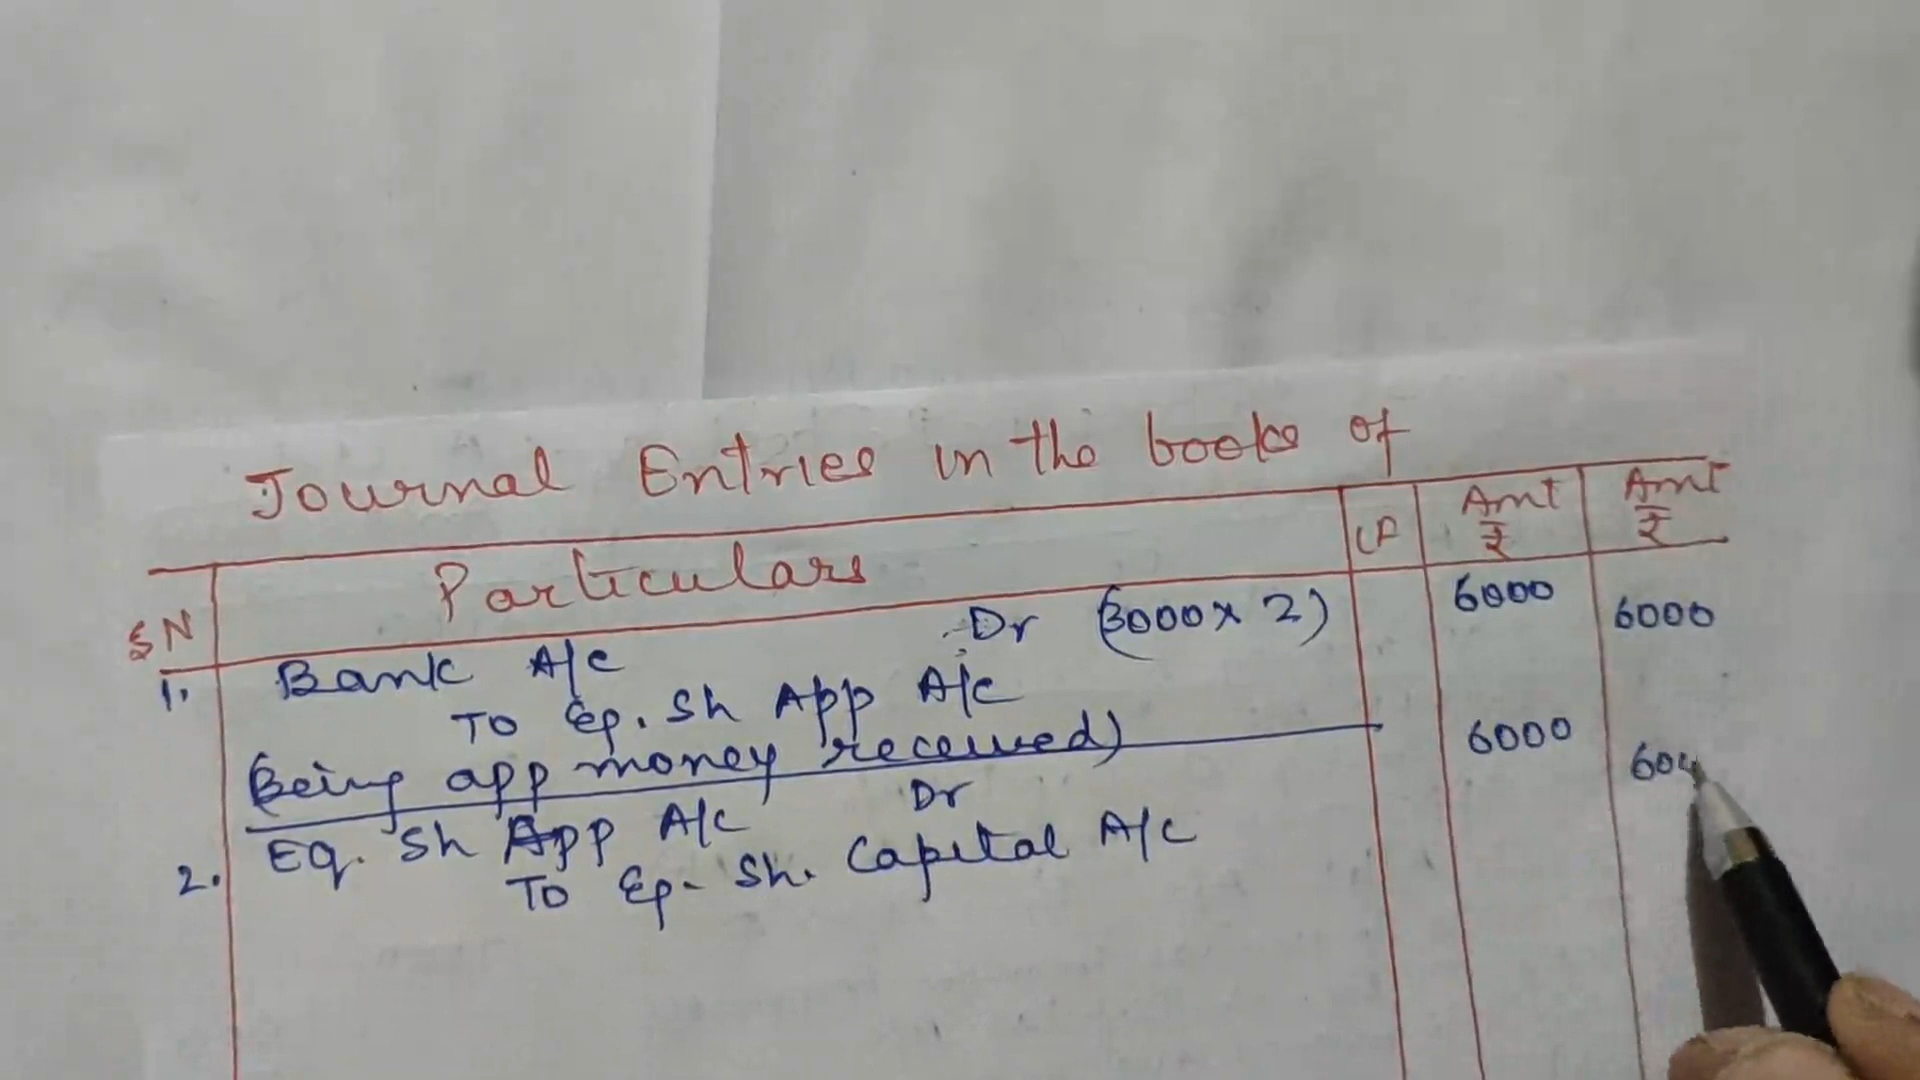 Journal Entries in the books of
SN Particulars LF Amt ₹ Amt ₹
1. Bank A/c Dr (3000 x 2) 6000
To Eq. Sh App A/c 6000
(Being app money received)
2. Eq. Sh App A/c Dr 6000
To Eq. Sh. Capital A/c 600